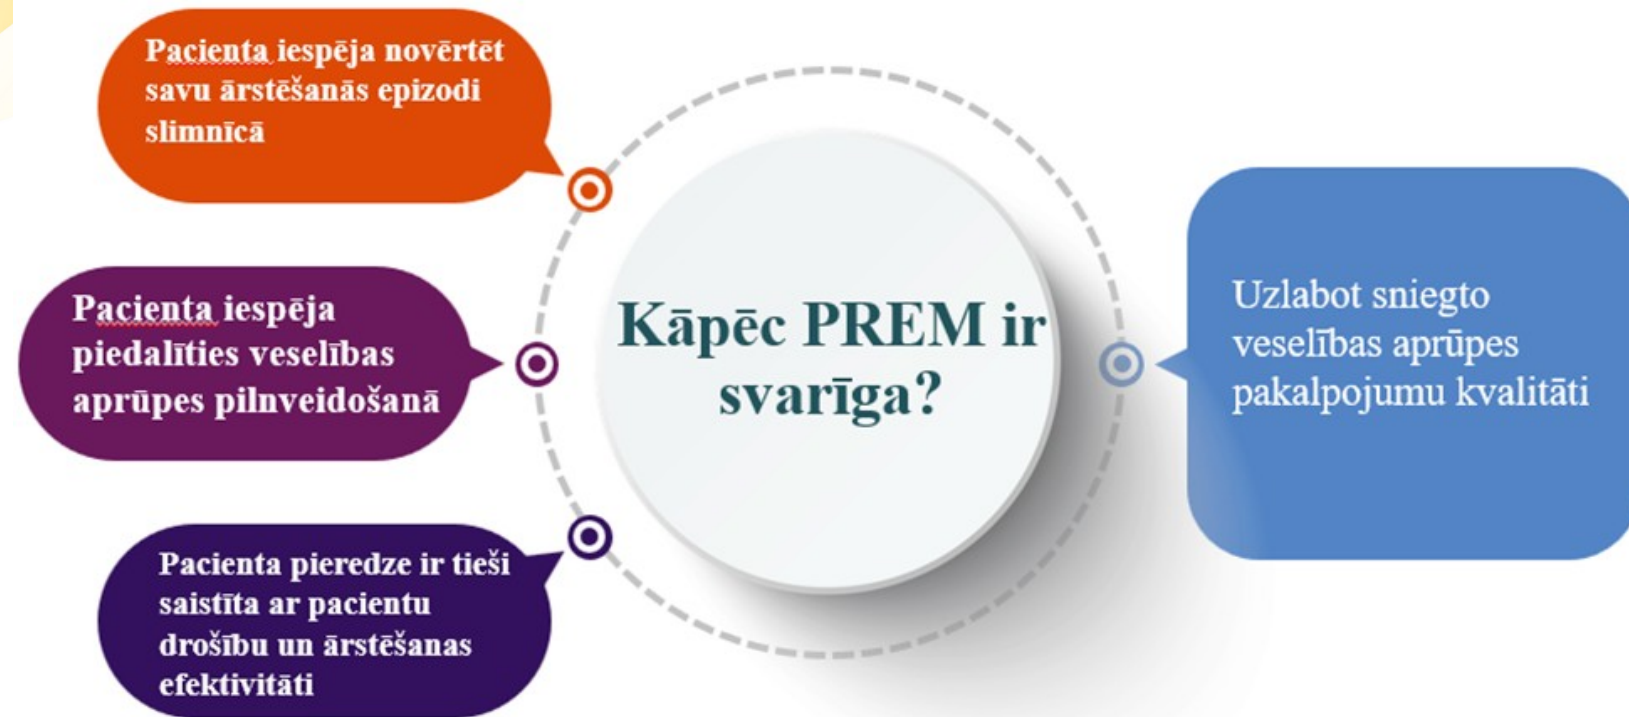 Pacienta iespēja novērtēt
savu ārstēšanās epizodi
slimnīcā
Pacienta iespēja
piedalīties veselības
aprūpes pilnveidošanā
Pacienta pieredze ir tieši
saistīta ar pacientu
drošību un ārstēšanas
efektivitāti
Kāpēc PREM ir
svarīga?
Uzlabot sniegto
veselības aprūpes
pakalpojumu kvalitāti